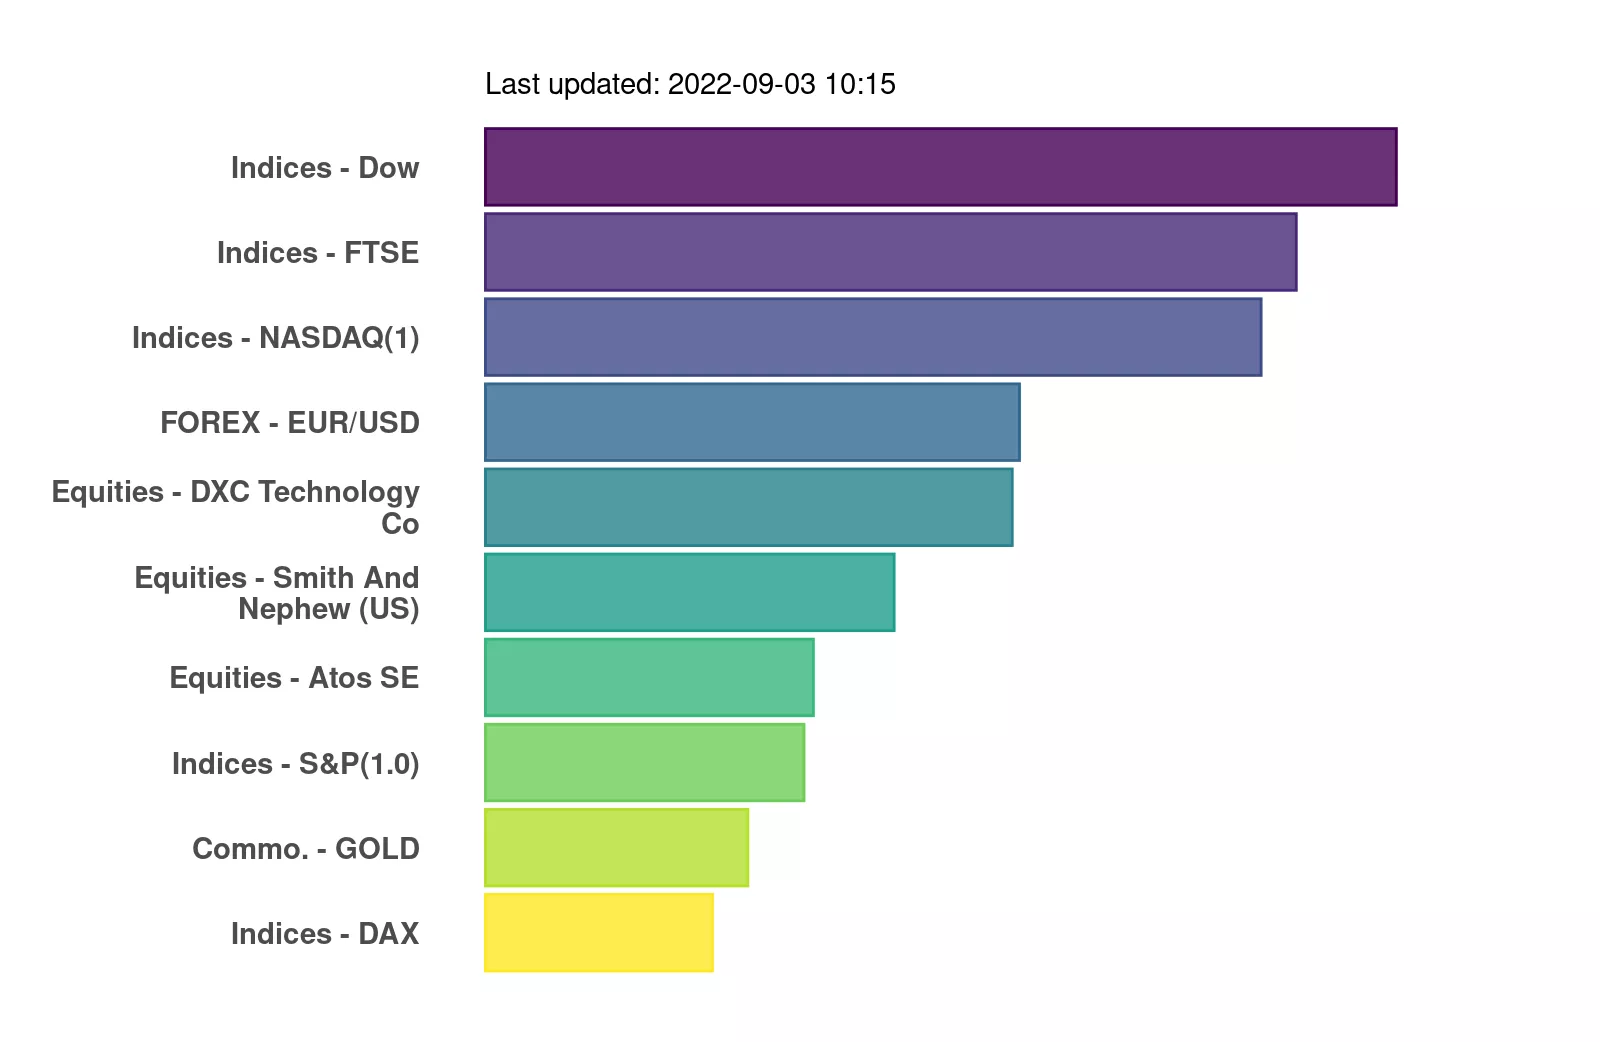 Last updated: 2022-09-03 10:15
Indices - Dow
Indices - FTSE
Indices - NASDAQ(1)
FOREX - EUR/USD
Equities - DXC Technology
Co
Equities - Smith And
Nephew (US)
Equities - Atos SE
Indices - S&P(1.0)
Commo. - GOLD
Indices - DAX